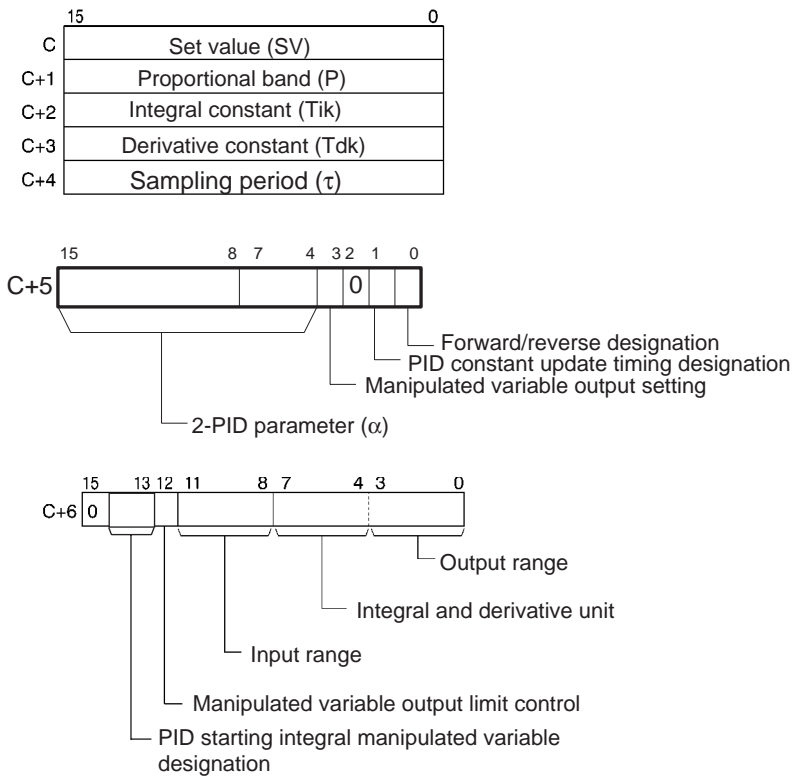 15 0
C Set value (SV)
C+1 Proportional band (P)
C+2 Integral constant (Tik)
C+3 Derivative constant (Tdk)
C+4 Sampling period (τ)
15 8 7 4 3 2 1 0
C+5 0
Forward/reverse designation
PID constant update timing designation
Manipulated variable output setting
2-PID parameter (α)
15 13 12 11 8 7 4 3 0
C+6 0
Output range
Integral and derivative unit
Input range
Manipulated variable output limit control
PID starting integral manipulated variable
designation